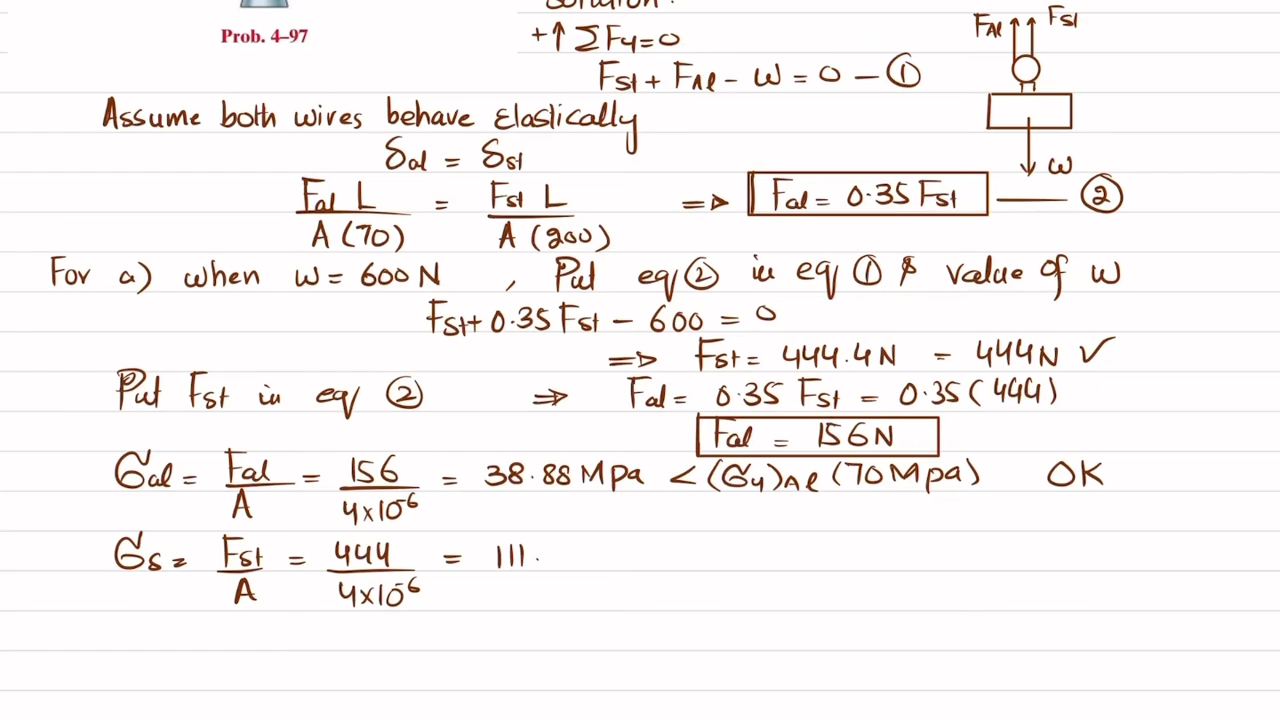 Solution:
Prob. 4–97
+↑ ΣFy=0
FAl Fst
Fst + FAl - W = 0 - ①
Assume both wires behave Elastically
W
δal = δst
Fal L / A (70) = Fst L / A (200) => Fal = 0.35 Fst — ②
For a) when W = 600 N , Put eq ② in eq ① & value of W
Fst + 0.35 Fst - 600 = 0
=> Fst = 444.4N = 444N ✓
Put Fst in eq ② => Fal = 0.35 Fst = 0.35 (444)
Fal = 156 N
σal = Fal / A = 156 / 4×10⁻⁶ = 38.88 MPa < (σy)Al (70 MPa) OK
σs = Fst / A = 444 / 4×10⁻⁶ = 111.